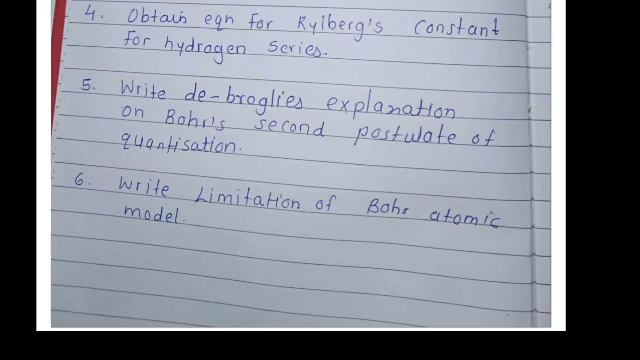 4. Obtain eqn for Rylberg's Constant
for hydrogen series.
5. Write de-broglies explanation
on Bohr's second postulate of
quantisation.
6. Write Limitation of Bohr atomic
model.